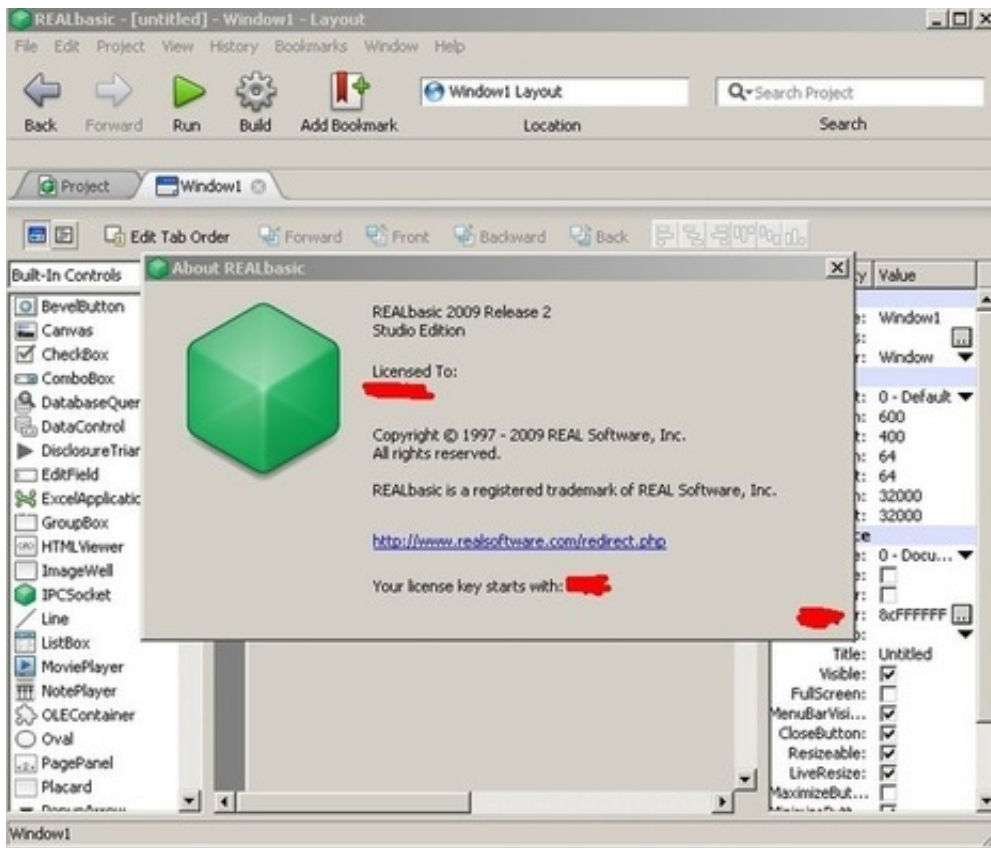 REALbasic - [untitled] - Window1 - Layout
File Edit Project View History Bookmarks Window Help
Window1 Layout
Search Project
Back Forward Run Build Add Bookmark Location Search
Project Window1
Edit Tab Order Forward Front Backward Back
Built-In Controls
BevelButton
Canvas
CheckBox
ComboBox
DatabaseQuer
DataControl
DisclosureTrian
EditField
ExcelApplicatic
GroupBox
HTMLViewer
ImageWell
IPCSocket
Line
ListBox
MoviePlayer
NotePlayer
OLEContainer
Oval
PagePanel
Placard
About REALbasic
REALbasic 2009 Release 2
Studio Edition
Licensed To:
Copyright © 1997 - 2009 REAL Software, Inc.
All rights reserved.
REALbasic is a registered trademark of REAL Software, Inc.
http://www.realsoftware.com/redirect.php
Your license key starts with:
Value
Window1
Window
0 - Default
600
400
64
64
32000
32000
0 - Docu...
&cFFFFFF
Title: Untitled
Visible:
FullScreen:
MenuBarVisi...
CloseButton:
Resizeable:
LiveResize:
MaximizeBut...
Window1